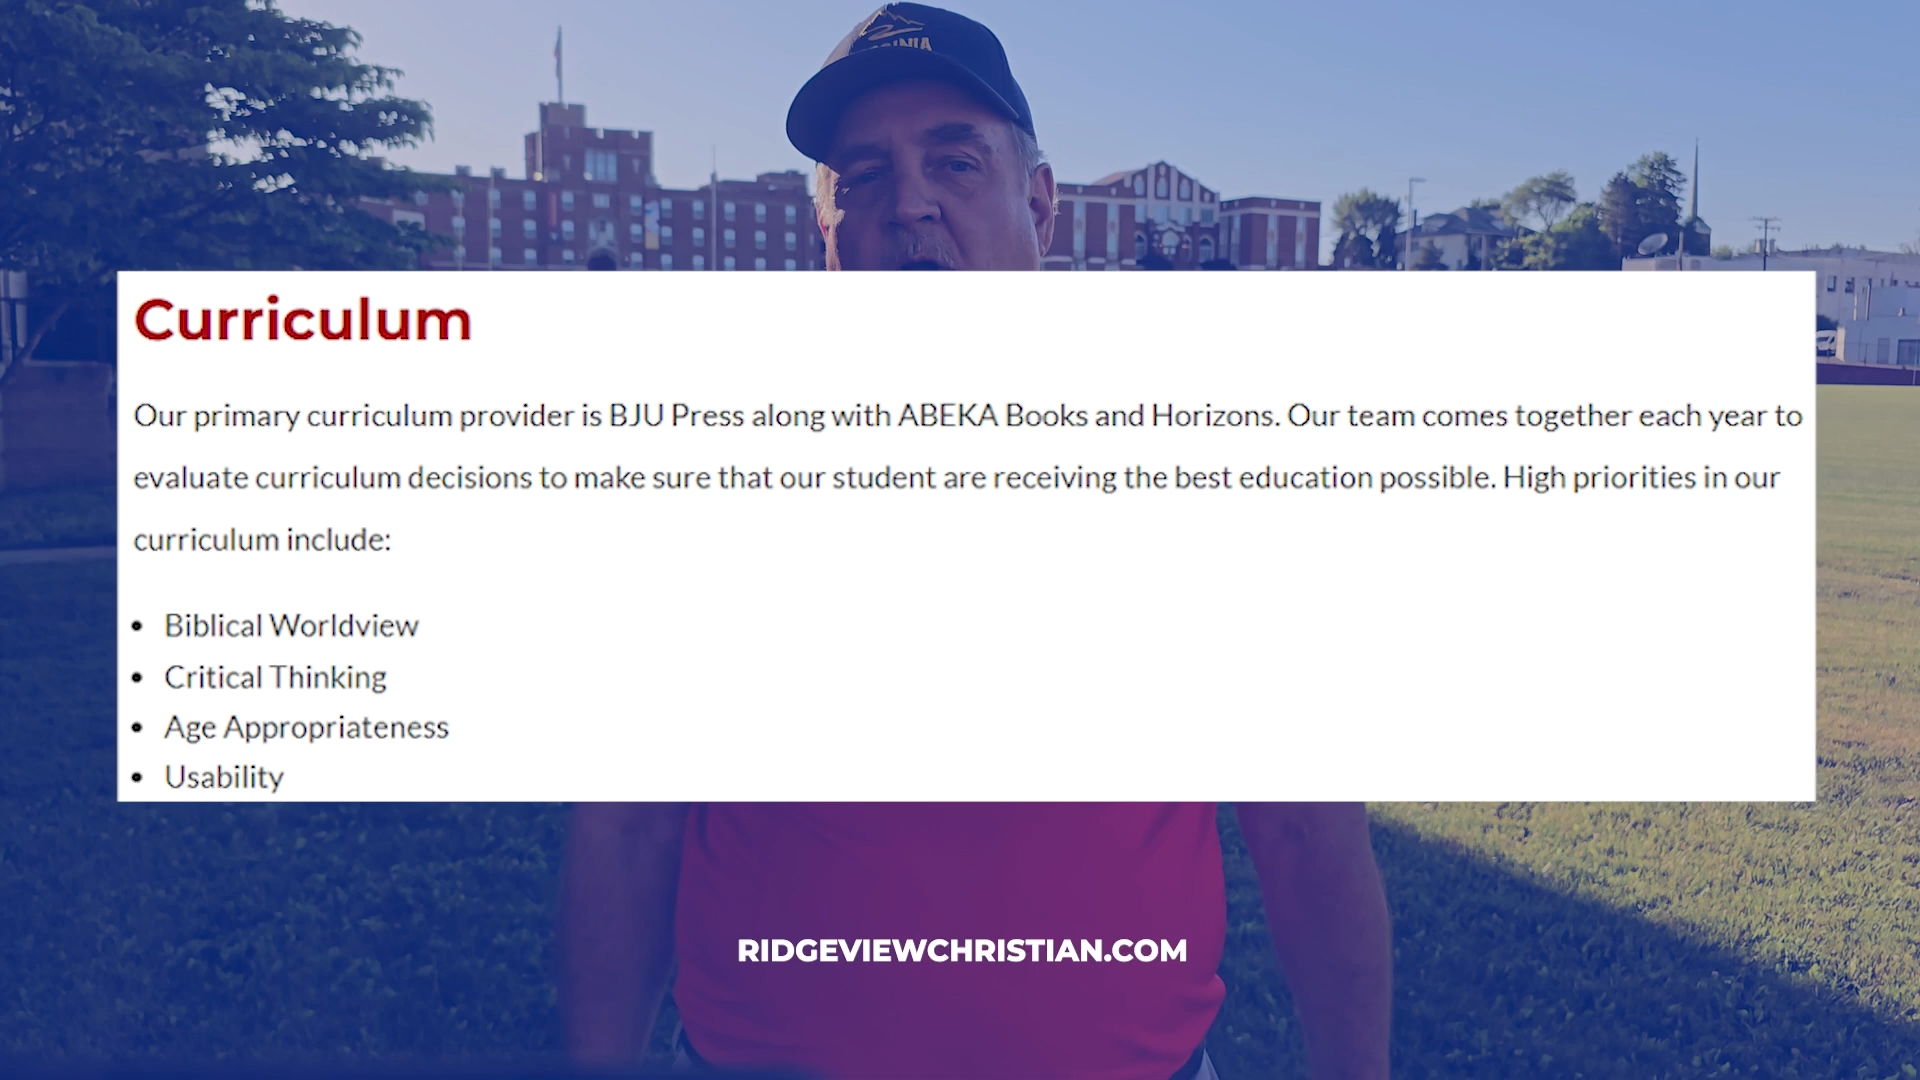 Curriculum
Our primary curriculum provider is BJU Press along with ABEKA Books and Horizons. Our team comes together each year to
evaluate curriculum decisions to make sure that our student are receiving the best education possible. High priorities in our
curriculum include:
• Biblical Worldview
• Critical Thinking
• Age Appropriateness
• Usability
RIDGEVIEWCHRISTIAN.COM